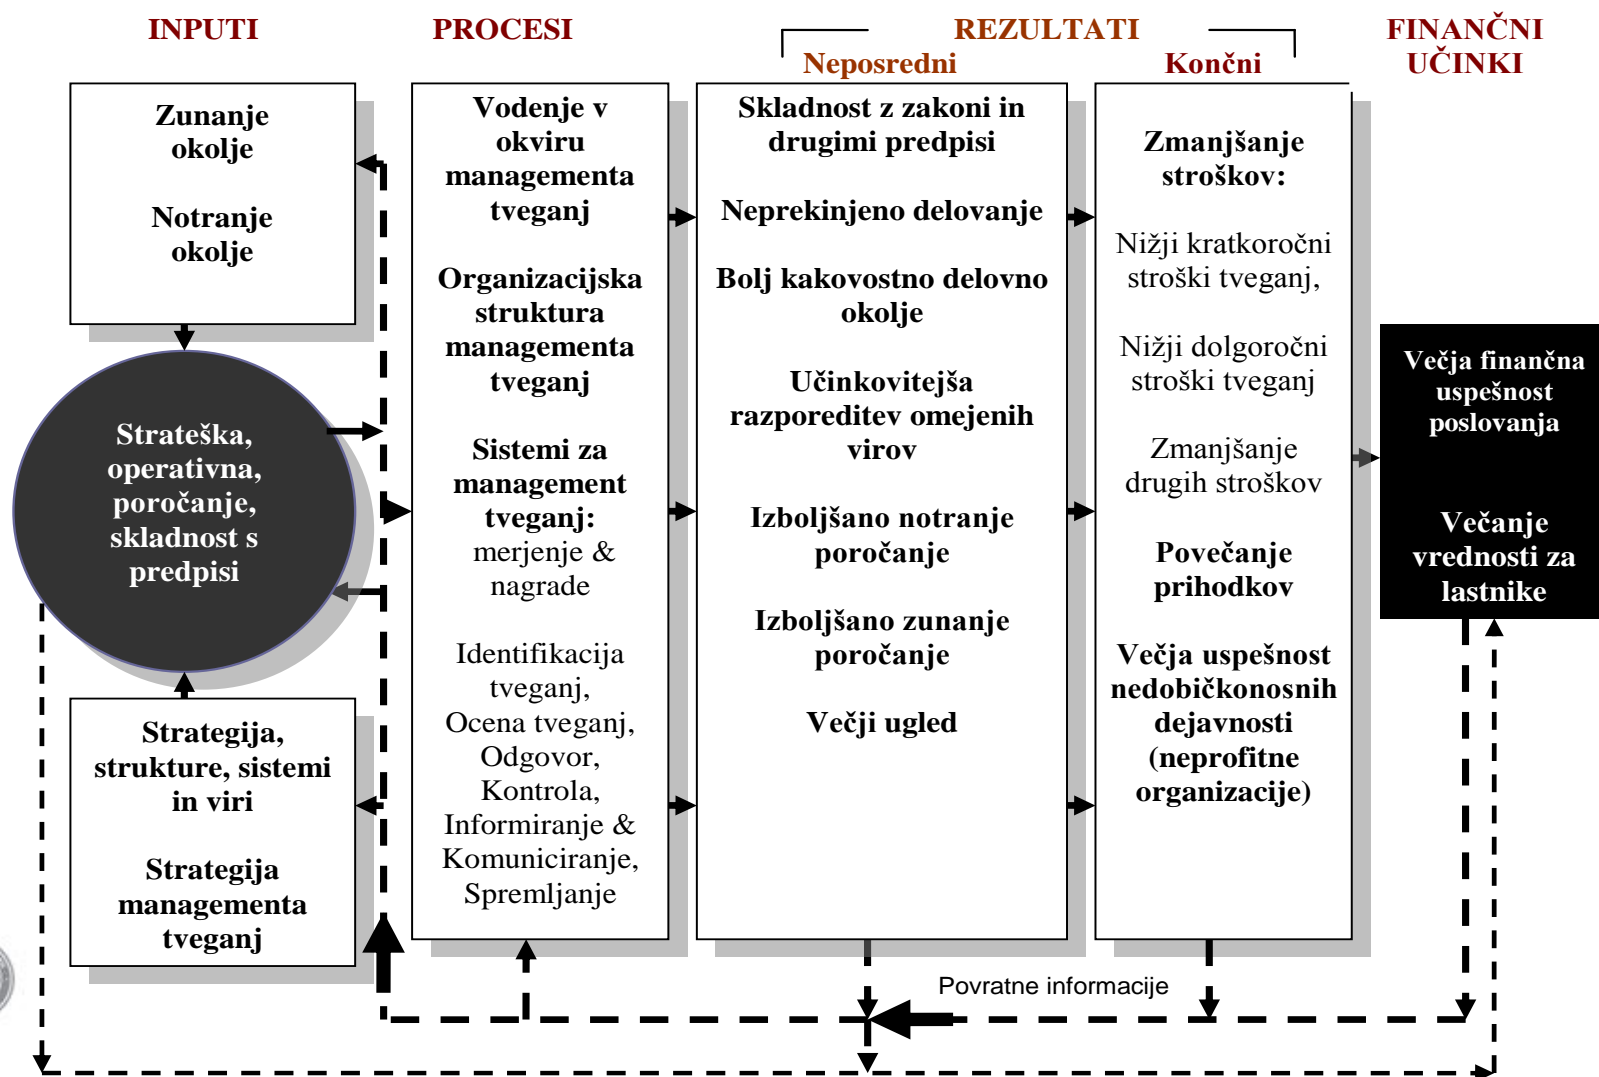 INPUTI
PROCESI
REZULTATI
Neposredni
Končni
FINANČNI
UČINKI
Zunanje
okolje
Notranje
okolje
Strateška,
operativna,
poročanje,
skladnost s
predpisi
Strategija,
strukture, sistemi
in viri
Strategija
managementa
tveganj
Vodenje v
okviru
managementa
tveganj
Organizacijska
struktura
managementa
tveganj
Sistemi za
management
tveganj:
merjenje &
nagrade
Identifikacija
tveganj,
Ocena tveganj,
Odgovor,
Kontrola,
Informiranje &
Komuniciranje,
Spremljanje
Skladnost z zakoni in
drugimi predpisi
Neprekinjeno delovanje
Bolj kakovostno delovno
okolje
Učinkovitejša
razporeditev omejenih
virov
Izboljšano notranje
poročanje
Izboljšano zunanje
poročanje
Večji ugled
Zmanjšanje
stroškov:
Nižji kratkoročni
stroški tveganj,
Nižji dolgoročni
stroški tveganj
Zmanjšanje
drugih stroškov
Povečanje
prihodkov
Večja uspešnost
nedobičkonosnih
dejavnosti
(neprofitne
organizacije)
Večja finančna
uspešnost
poslovanja
Večanje
vrednosti za
lastnike
Povratne informacije